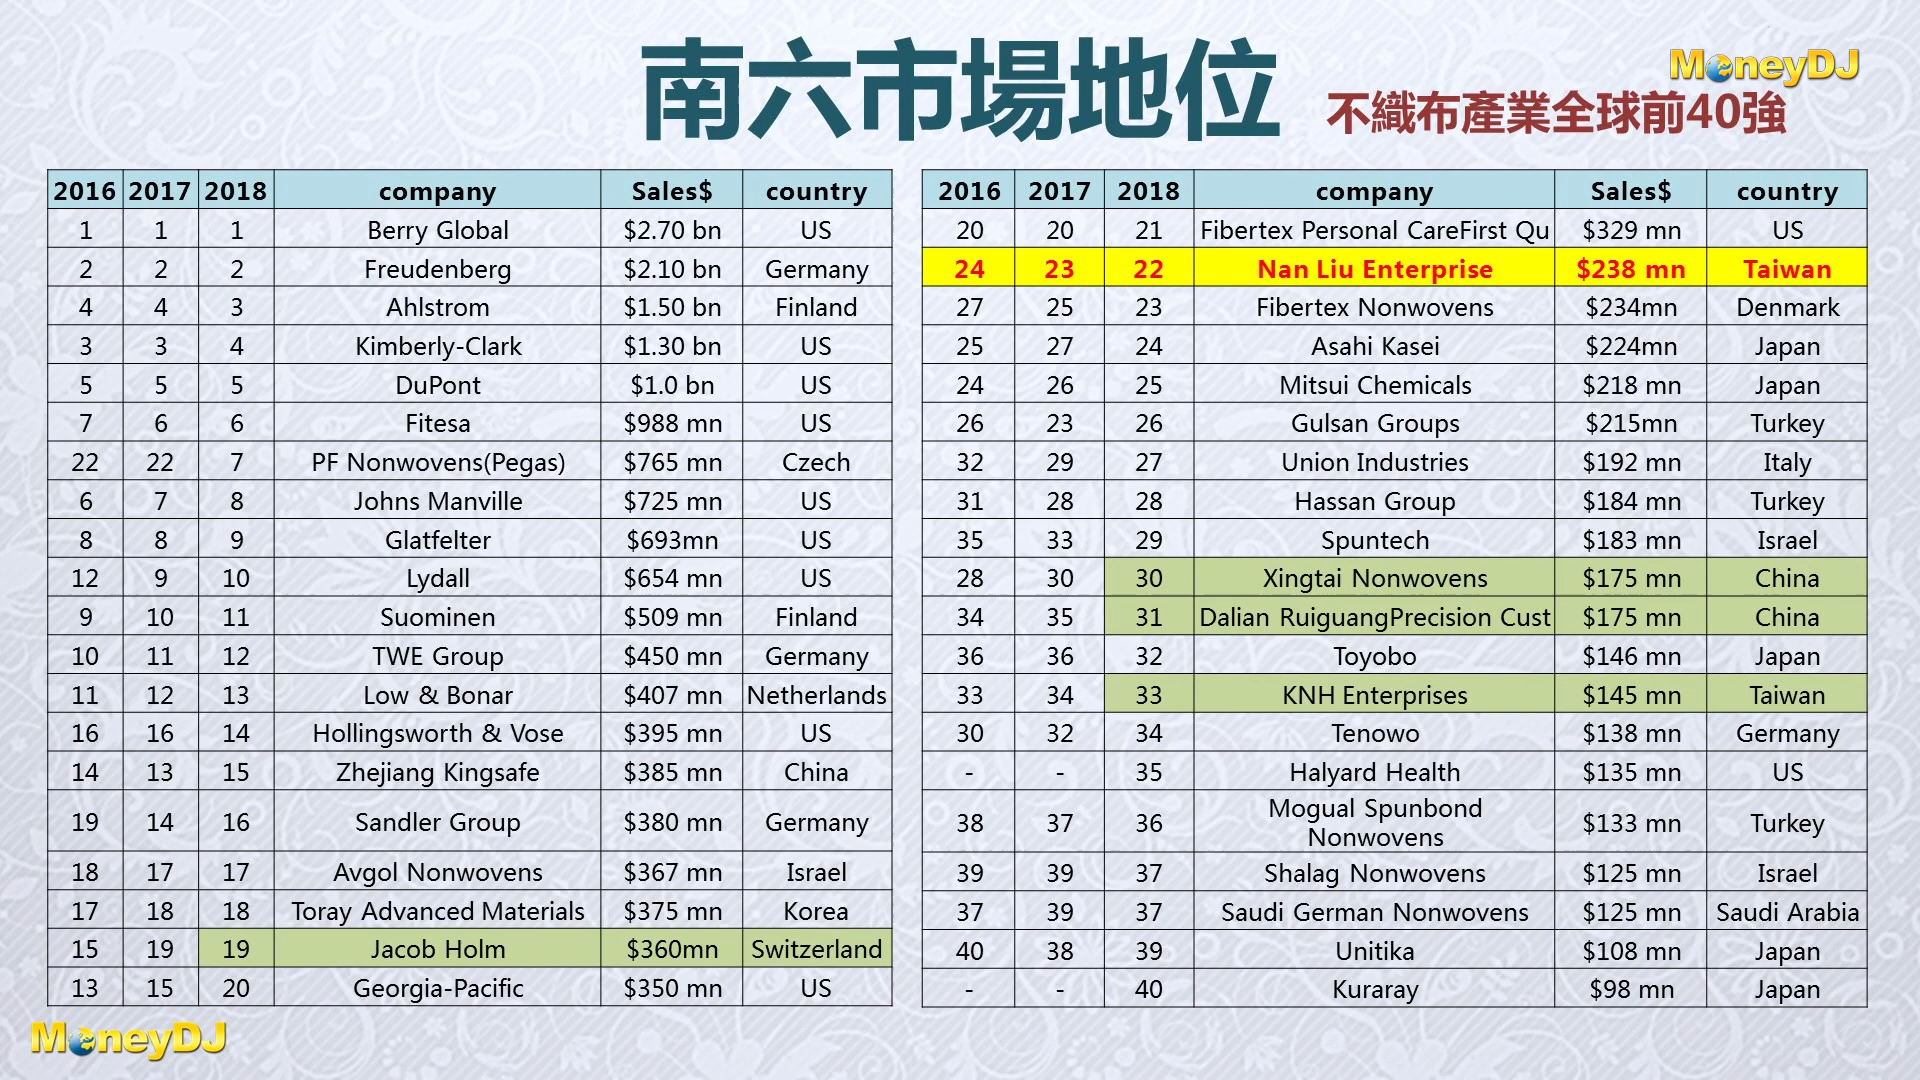 南六市場地位
MoneyDJ
不織布產業全球前40強
2016 2017 2018 company Sales$ country
1 1 1 Berry Global $2.70 bn US
2 2 2 Freudenberg $2.10 bn Germany
4 4 3 Ahlstrom $1.50 bn Finland
3 3 4 Kimberly-Clark $1.30 bn US
5 5 5 DuPont $1.0 bn US
7 6 6 Fitesa $988 mn US
22 22 7 PF Nonwovens(Pegas) $765 mn Czech
6 7 8 Johns Manville $725 mn US
8 8 9 Glatfelter $693mn US
12 9 10 Lydall $654 mn US
9 10 11 Suominen $509 mn Finland
10 11 12 TWE Group $450 mn Germany
11 12 13 Low & Bonar $407 mn Netherlands
16 16 14 Hollingsworth & Vose $395 mn US
14 13 15 Zhejiang Kingsafe $385 mn China
19 14 16 Sandler Group $380 mn Germany
18 17 17 Avgol Nonwovens $367 mn Israel
17 18 18 Toray Advanced Materials $375 mn Korea
15 19 19 Jacob Holm $360mn Switzerland
13 15 20 Georgia-Pacific $350 mn US
2016 2017 2018 company Sales$ country
20 20 21 Fibertex Personal CareFirst Qu $329 mn US
24 23 22 Nan Liu Enterprise $238 mn Taiwan
27 25 23 Fibertex Nonwovens $234mn Denmark
25 27 24 Asahi Kasei $224mn Japan
24 26 25 Mitsui Chemicals $218 mn Japan
26 23 26 Gulsan Groups $215mn Turkey
32 29 27 Union Industries $192 mn Italy
31 28 28 Hassan Group $184 mn Turkey
35 33 29 Spuntech $183 mn Israel
28 30 30 Xingtai Nonwovens $175 mn China
34 35 31 Dalian RuiguangPrecision Cust $175 mn China
36 36 32 Toyobo $146 mn Japan
33 34 33 KNH Enterprises $145 mn Taiwan
30 32 34 Tenowo $138 mn Germany
- - 35 Halyard Health $135 mn US
38 37 36 Mogual Spunbond Nonwovens $133 mn Turkey
39 39 37 Shalag Nonwovens $125 mn Israel
37 39 37 Saudi German Nonwovens $125 mn Saudi Arabia
40 38 39 Unitika $108 mn Japan
- - 40 Kuraray $98 mn Japan
MoneyDJ